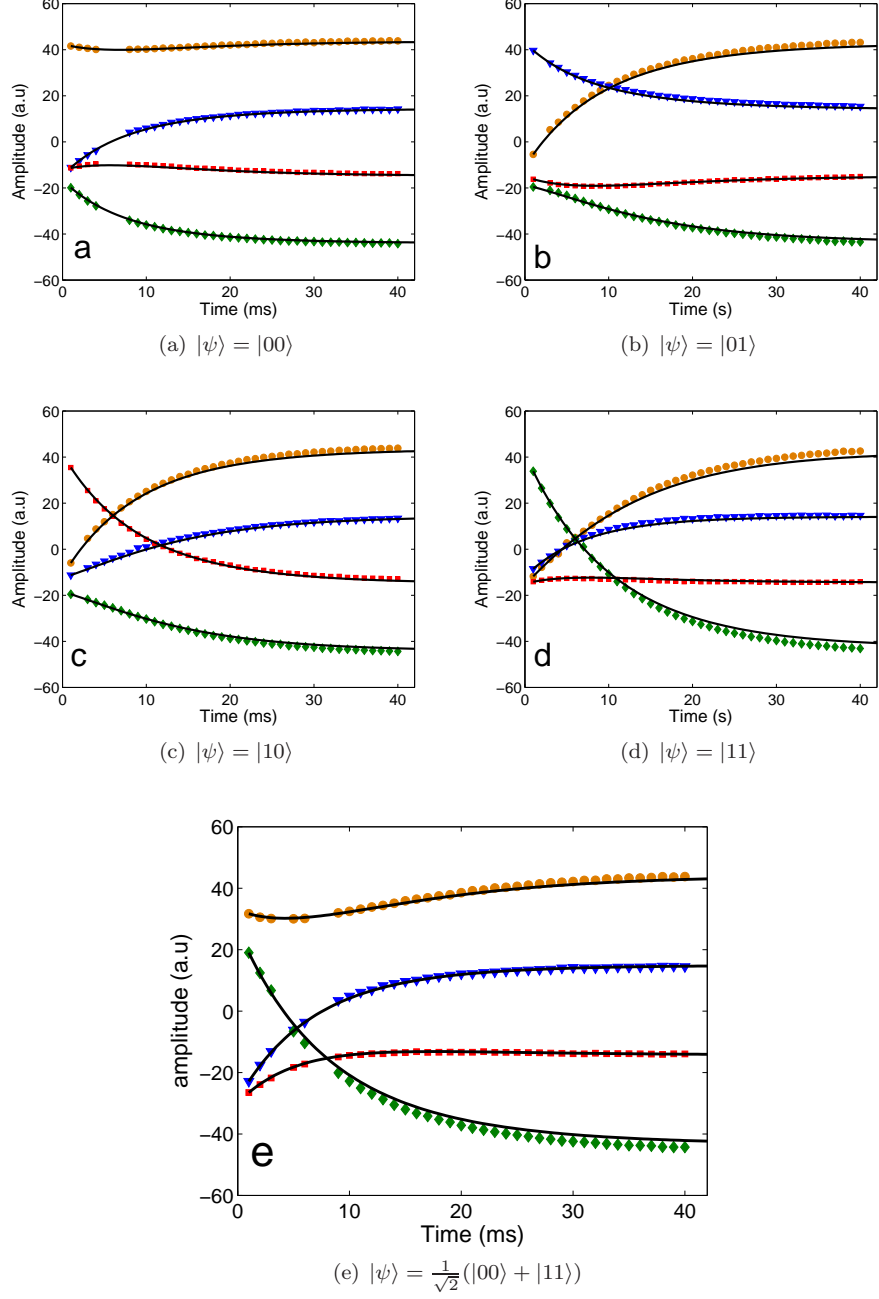 60
40
20
0
−20
−40
−60
Amplitude (a.u)
a
0 10 20 30 40
Time (ms)
(a) |ψ⟩ = |00⟩
60
40
20
0
−20
−40
−60
Amplitude (a.u)
b
0 10 20 30 40
Time (s)
(b) |ψ⟩ = |01⟩
60
40
20
0
−20
−40
−60
Amplitude (a.u)
c
0 10 20 30 40
Time (ms)
(c) |ψ⟩ = |10⟩
60
40
20
0
−20
−40
−60
Amplitude (a.u)
d
0 10 20 30 40
Time (s)
(d) |ψ⟩ = |11⟩
60
40
20
0
−20
−40
−60
amplitude (a.u)
e
0 10 20 30 40
Time (ms)
(e) |ψ⟩ = 1/√2(|00⟩ + |11⟩)